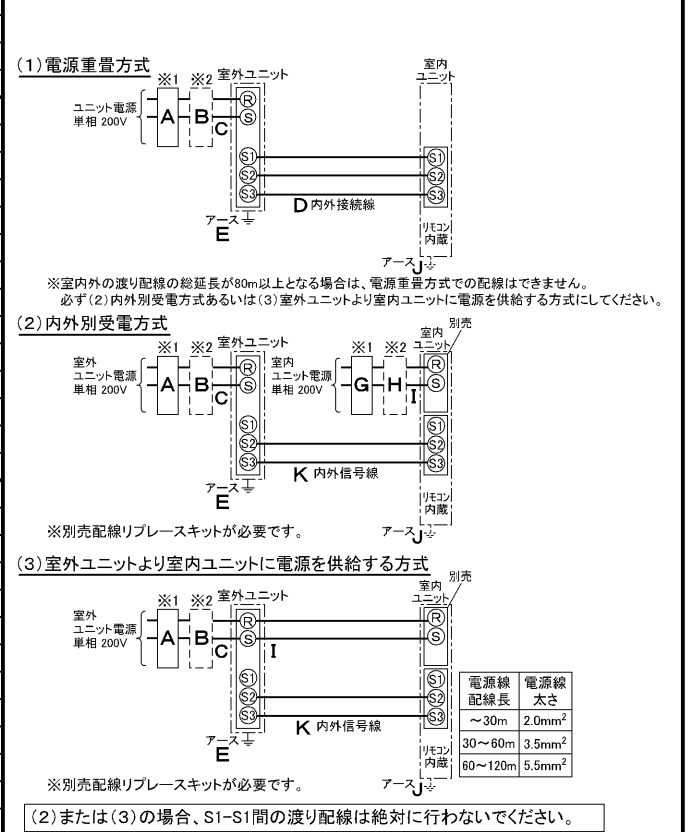 (1)電源重畳方式
※1 ※2 室外ユニット
室内
ユニット
ユニット電源
単相 200V
A B C
R
S
S1 S1
S2 S2
S3 S3
D 内外接続線
アース
E
リモコン
内蔵
アース J
※室内外の渡り配線の総延長が80m以上となる場合は、電源重畳方式での配線はできません。
必ず(2)内外別受電方式あるいは(3)室外ユニットより室内ユニットに電源を供給する方式にしてください。
(2)内外別受電方式
※1 ※2 室外ユニット
※1 ※2 室内
ユニット
別売
室外
ユニット電源
単相 200V
A B C
R
S
室内
ユニット電源
単相 200V
G H I
R
S
S1 S1
S2 S2
S3 S3
K 内外信号線
アース
E
リモコン
内蔵
※別売配線リプレースキットが必要です。
アース J
(3)室外ユニットより室内ユニットに電源を供給する方式
※1 ※2 室外ユニット
室内
ユニット
別売
室外
ユニット電源
単相 200V
A B C
R R
S I S
S1 S1
S2 S2
S3 S3
K 内外信号線
アース
E
リモコン
内蔵
電源線 電源線
配線長 太さ
～30m 2.0mm²
30～60m 3.5mm²
60～120m 5.5mm²
※別売配線リプレースキットが必要です。
アース J
(2)または(3)の場合、S1-S1間の渡り配線は絶対に行わないでください。